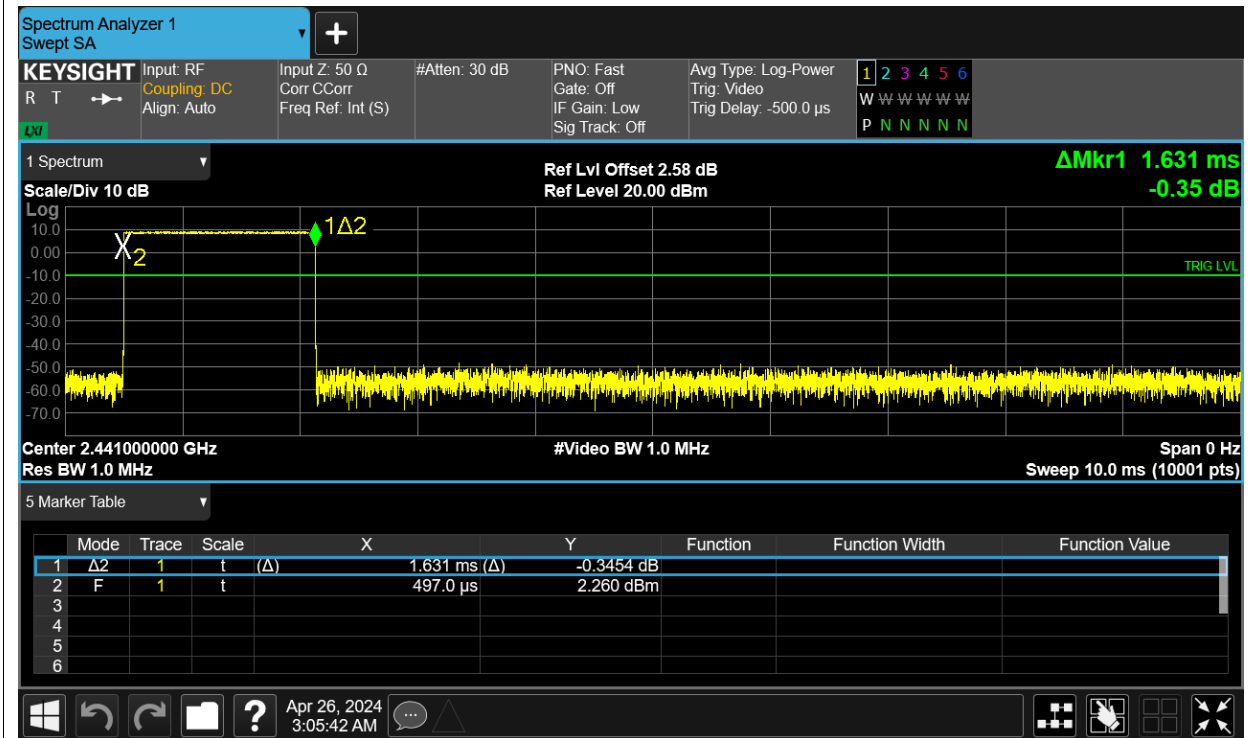 Spectrum Analyzer 1
Swept SA
KEYSIGHT Input: RF Input Z: 50 Ω #Atten: 30 dB PNO: Fast Avg Type: Log-Power 1 2 3 4 5 6
R T Coupling: DC Corr CCorr Gate: Off Trig: Video W W W W W W
Align: Auto Freq Ref: Int (S) IF Gain: Low Trig Delay: -500.0 µs
LXI Sig Track: Off P N N N N N
1 Spectrum Ref Lvl Offset 2.58 dB ΔMkr1 1.631 ms
Scale/Div 10 dB Ref Level 20.00 dBm -0.35 dB
Log
10.0 1Δ2
0.00 2
-10.0 TRIG LVL
-20.0
-30.0
-40.0
-50.0
-60.0
-70.0
Center 2.441000000 GHz #Video BW 1.0 MHz Span 0 Hz
Res BW 1.0 MHz Sweep 10.0 ms (10001 pts)
5 Marker Table
Mode Trace Scale X Y Function Function Width Function Value
1 Δ2 1 t (Δ) 1.631 ms (Δ) -0.3454 dB
2 F 1 t 497.0 µs 2.260 dBm
3
4
5
6
? Apr 26, 2024
3:05:42 AM